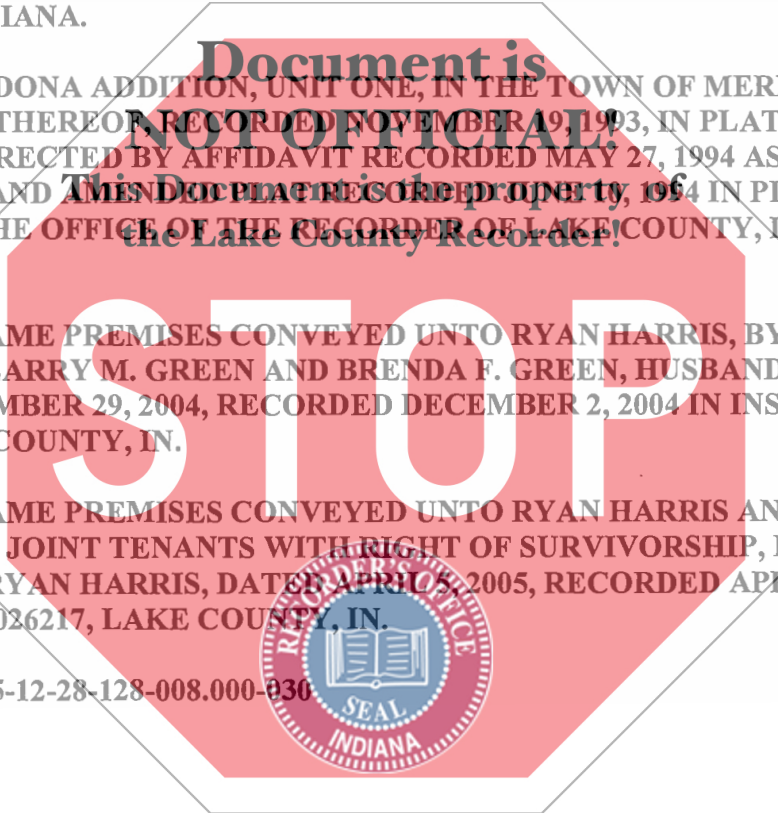 IANA.
Document is
DONA ADDITION, UNIT ONE, IN THE TOWN OF MER
NOT OFFICIAL!
THEREOF, RECORDED NOVEMBER 19, 1993, IN PLAT
RECTED BY AFFIDAVIT RECORDED MAY 27, 1994 AS
This Document is the property of
AND AMENDED PLAT RECORDED JUNE 10, 1994 IN
the Lake County Recorder!
HE OFFICE OF THE RECORDER OF LAKE COUNTY,
STOP
AME PREMISES CONVEYED UNTO RYAN HARRIS, BY
ARRY M. GREEN AND BRENDA F. GREEN, HUSBAND
MBER 29, 2004, RECORDED DECEMBER 2, 2004 IN INS
COUNTY, IN.
AME PREMISES CONVEYED UNTO RYAN HARRIS AN
JOINT TENANTS WITH RIGHT OF SURVIVORSHIP,
RYAN HARRIS, DATED APRIL 5, 2005, RECORDED AP
026217, LAKE COUNTY, IN.
-12-28-128-008.000-030
RECORDER'S OFFICE
SEAL
INDIANA